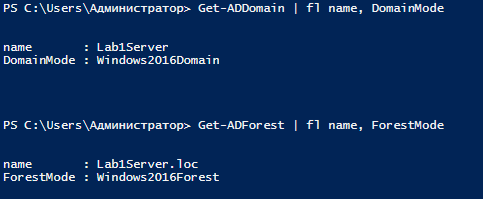 PS C:\Users\Администратор> Get-ADDomain | fl name, DomainMode
name       : Lab1Server
DomainMode : Windows2016Domain
PS C:\Users\Администратор> Get-ADForest | fl name, ForestMode
name       : Lab1Server.loc
ForestMode : Windows2016Forest